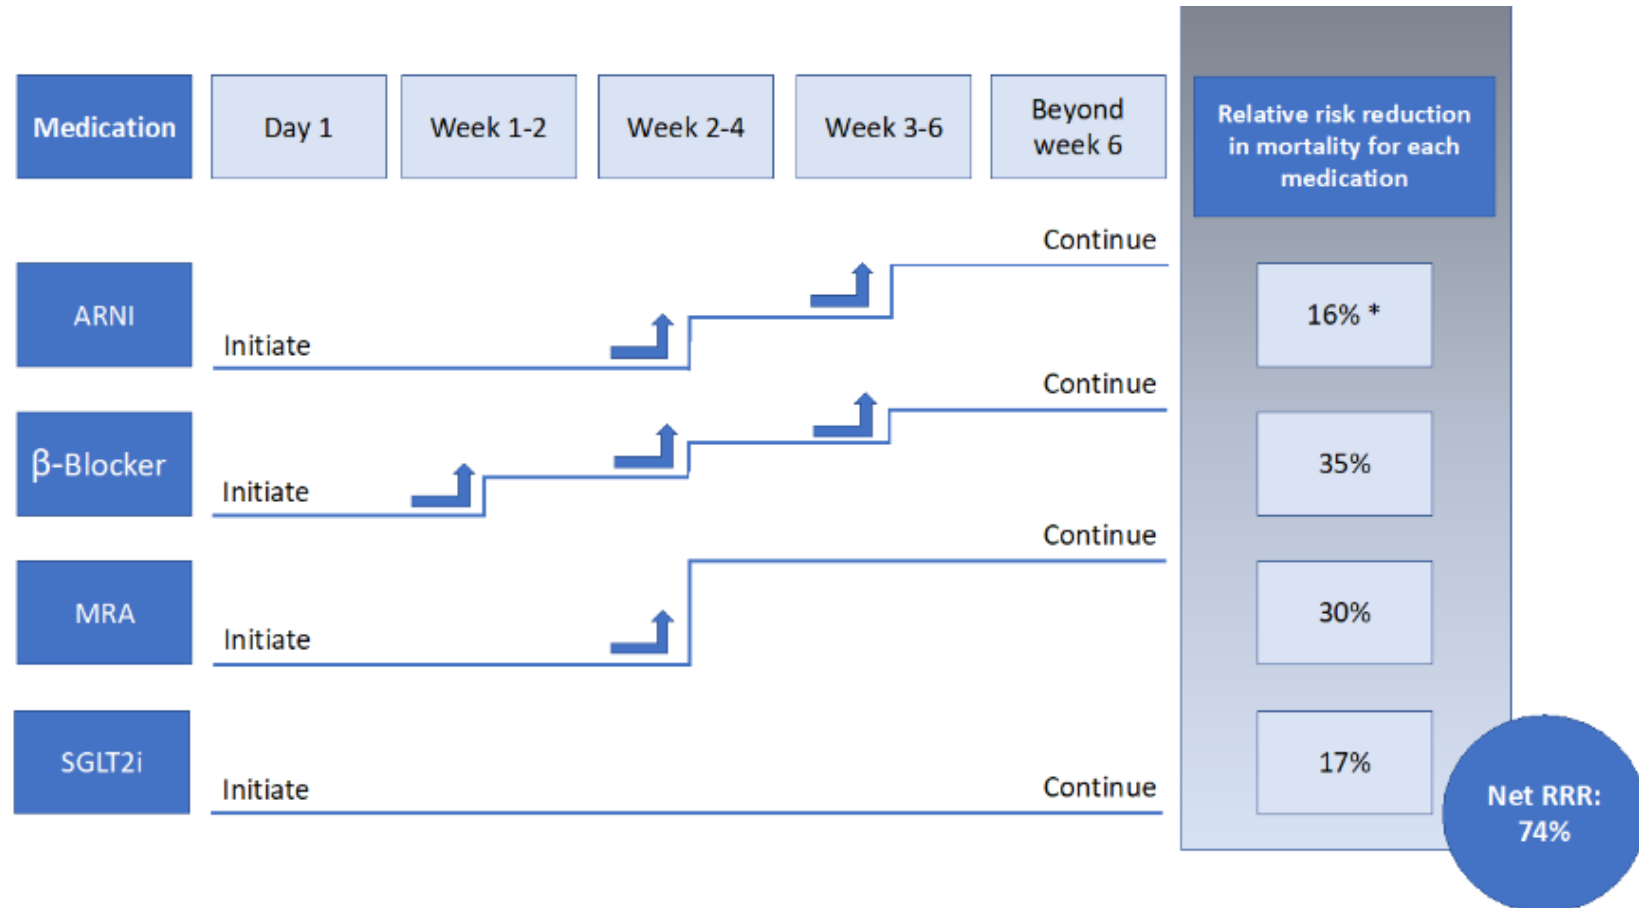 Medication
Day 1
Week 1-2
Week 2-4
Week 3-6
Beyond
week 6
Relative risk reduction
in mortality for each
medication
ARNI
Initiate
Continue
16% *
β-Blocker
Initiate
Continue
35%
MRA
Initiate
Continue
30%
SGLT2i
Initiate
Continue
17%
Net RRR:
74%